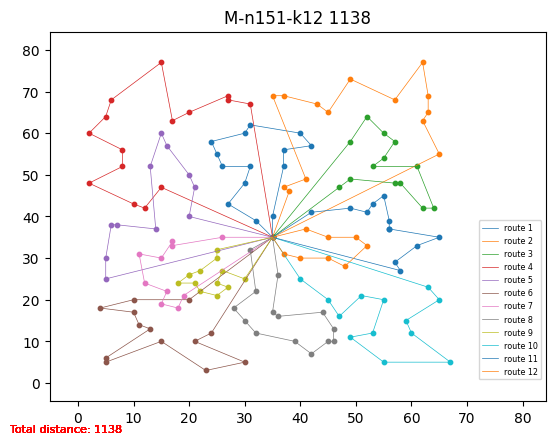 M-n151-k12 1138
80
70
60
50
40
30
20
10
0
0 10 20 30 40 50 60 70 80
route 1
route 2
route 3
route 4
route 5
route 6
route 7
route 8
route 9
route 10
route 11
route 12
Total distance: 1138